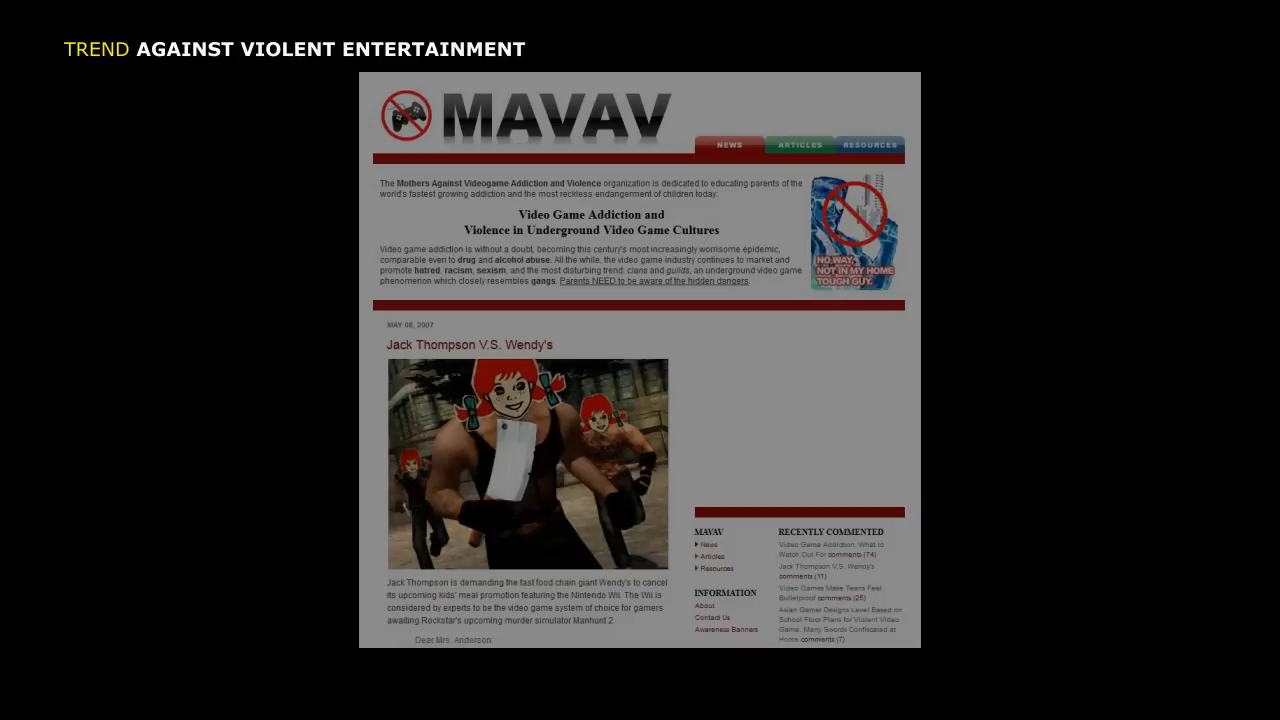 TREND AGAINST VIOLENT ENTERTAINMENT
MAVAV
NEWS ARTICLES RESOURCES
The Mothers Against Videogame Addiction and Violence organization is dedicated to educating parents of the
world's fastest growing addiction and the most reckless endangerment of children today:
Video Game Addiction and
Violence in Underground Video Game Cultures
Video game addiction is without a doubt, becoming this century's most increasingly worrisome epidemic,
comparable even to drug and alcohol abuse. All the while, the video game industry continues to market and
promote hatred, racism, sexism, and the most disturbing trend: clans and guilds, an underground video game
phenomenon which closely resembles gangs. Parents NEED to be aware of the hidden dangers.
NO WAY,
NOT IN MY HOME
TOUGH GUY.
MAY 08, 2007
Jack Thompson V.S. Wendy's
Jack Thompson is demanding the fast food chain giant Wendy's to cancel
its upcoming kids' meal promotion featuring the Nintendo Wii. The Wii is
considered by experts to be the video game system of choice for gamers
awaiting Rockstar's upcoming murder simulator Manhunt 2.
Dear Mrs. Anderson:
MAVAV
News
Articles
Resources
INFORMATION
About
Contact Us
Awareness Banners
RECENTLY COMMENTED
Video Game Addiction: What to
Watch Out For comments (74)
Jack Thompson V.S. Wendy's
comments (11)
Video Games Make Teens Feel
Bulletproof comments (25)
Asian Gamer Designs Level Based on
School Floor Plans for Violent Video
Game. Many Swords Confiscated at
Home comments (7)